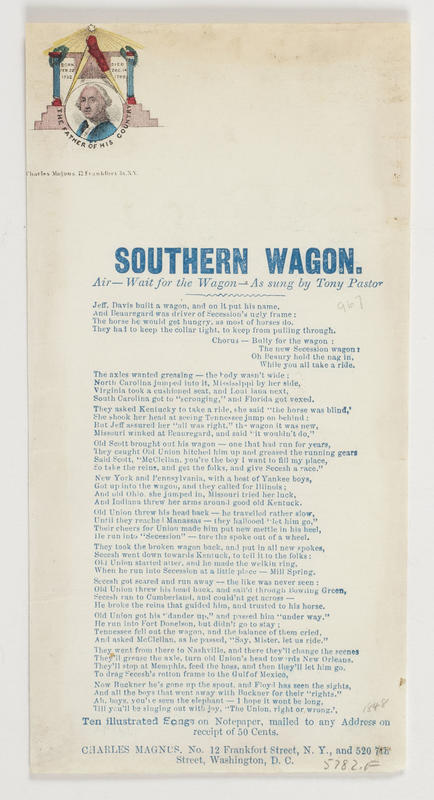 BORN
FEB 22
1732
DIED
DEC. 14
1799
THE FATHER OF HIS COUNTRY
Charles Magnus, 12 Frankfort St. N.Y.
SOUTHERN WAGON.
Air — Wait for the Wagon — As sung by Tony Pastor
967
Jeff. Davis built a wagon, and on it put his name,
And Beauregard was driver of Secession's ugly frame;
The horse he would get hungry, as most of horses do,
They had to keep the collar tight, to keep from pulling through.
Chorus — Bully for the wagon:
The new Secession wagon:
Oh Beaury hold the nag in,
While you all take a ride.
The axles wanted greasing — the body wasn't wide;
North Carolina jumped into it, Mississippi by her side,
Virginia took a cushioned seat, and Louisiana next,
South Carolina got to "scrouging," and Florida got vexed.
They asked Kentucky to take a ride, she said "the horse was blind,"
She shook her head at seeing Tennessee jump on behind:
But Jeff assured her "all was right," the wagon it was new,
Missouri winked at Beauregard, and said "it wouldn't do,"
Old Scott brought out his wagon — one that had run for years,
They caught Old Union hitched him up and greased the running gears
Said Scott, "McClellan, you're the boy I want to fill my place,
So take the reins, and get the folks, and give Secesh a race."
New York and Pennsylvania, with a host of Yankee boys,
Got up into the wagon, and they called for Illinois;
And old Ohio, she jumped in, Missouri tried her luck,
And Indiana threw her arms around good old Kentuck.
Old Union threw his head back — he travelled rather slow,
Until they reached Manassas — they hallooed "let him go,"
Their cheers for Union made him put new mettle in his heel,
He run into "Secession" — tore the spoke out of a wheel.
They took the broken wagon back, and put in all new spokes,
Secesh went down towards Kentuck, to tell it to the folks:
Old Union started after, and he made the welkin ring,
When he run into Secession at a little place — Mill Spring.
Secesh got scared and run away — the like was never seen:
Old Union threw his head back, and sail'd through Bowling Green,
Secesh ran to Cumberland, and could'nt get across —
He broke the reins that guided him, and trusted to his horse.
Old Union got his "dander up," and passed him "under way."
He run into Fort Donelson, but didn't go to stay;
Tennessee fell out the wagon, and the balance of them cried,
And asked McClellan, as he passed, "Say, Mister, let us ride."
They went from there to Nashville, and there they'll change the scenes
They'll grease the axle, turn old Union's head towards New Orleans.
They'll stop at Memphis, feed the hoss, and then they'll let him go,
To drag Secesh's rotton frame to the Gulf of Mexico,
Now Buckner he's gone up the spout, and Floyd has seen the sights,
And all the boys that went away with Buckner for their "rights."
Ah, boys, you've seen the elephant — I hope it wont be long,
Till you'll be singing out with joy, "The Union, right or wrong."
1848
Ten illustrated Songs on Notepaper, mailed to any Address on
receipt of 50 Cents.
CHARLES MAGNUS, No. 12 Frankfort Street, N. Y., and 520 7th
Street, Washington, D. C.
5782.F